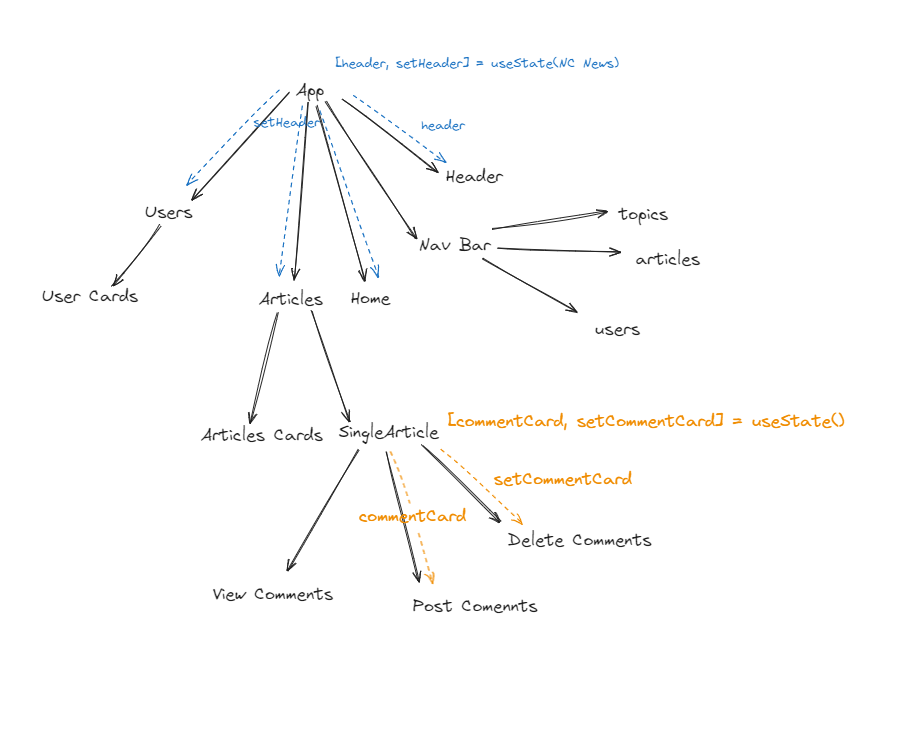 [header, setHeader] = useState(NC News)
App
setHeader
header
Header
Users
topics
Nav Bar
articles
User Cards
Articles
Home
users
[commentCard, setCommentCard] = useState()
Articles Cards
SingleArticle
setCommentCard
commentCard
Delete Comments
View Comments
Post Comennts